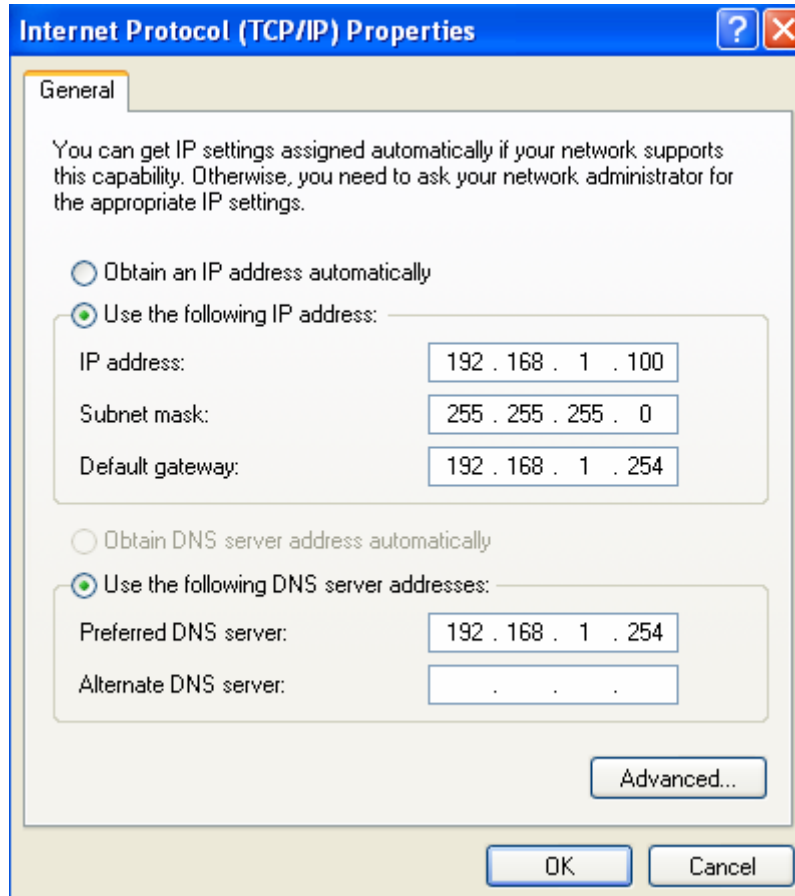 Internet Protocol (TCP/IP) Properties
General
You can get IP settings assigned automatically if your network supports
this capability. Otherwise, you need to ask your network administrator for
the appropriate IP settings.
Obtain an IP address automatically
Use the following IP address:
IP address: 192 . 168 . 1 . 100
Subnet mask: 255 . 255 . 255 . 0
Default gateway: 192 . 168 . 1 . 254
Obtain DNS server address automatically
Use the following DNS server addresses:
Preferred DNS server: 192 . 168 . 1 . 254
Alternate DNS server: . . .
Advanced...
OK Cancel